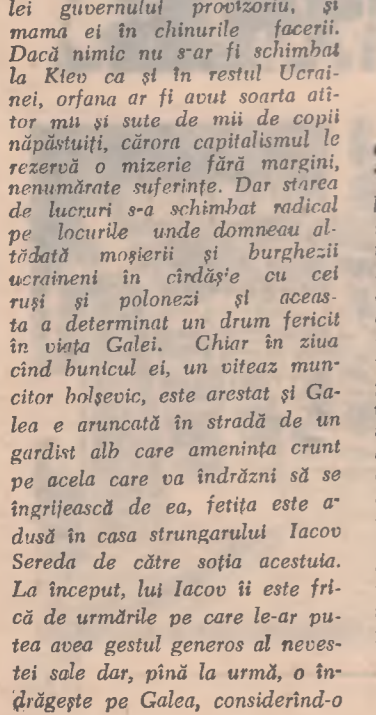 lei guvernului provizoriu, și
mama ei în chinurile facerii.
Dacă nimic nu s-ar fi schimbat
la Kiev ca și în restul Ucrai-
nei, orfana ar fi avut soarta atî-
tor mii și sute de mii de copii
năpăstuiți, cărora capitalismul le
rezervă o mizerie fără margini,
nenumărate suferințe. Dar starea
de lucruri s-a schimbat radical
pe locurile unde domneau al-
tădată moșierii și burghezii
ucraineni în cîrdăș'e cu cei
ruși și polonezi și aceas-
ta a determinat un drum fericit
în viața Galei. Chiar în ziua
cînd bunicul ei, un viteaz mun-
citor bolșevic, este arestat și Ga-
lea e aruncată în stradă de un
gardist alb care amenința crunt
pe acela care va îndrăzni să se
îngrijească de ea, fetița este a-
dusă în casa strungarului Iacov
Sereda de către soția acestuia.
La început, lui Iacov îi este fri-
că de urmările pe care le-ar pu-
tea avea gestul generos al neves-
tei sale dar, pînă la urmă, o în-
drăgește pe Galea, considerînd-o